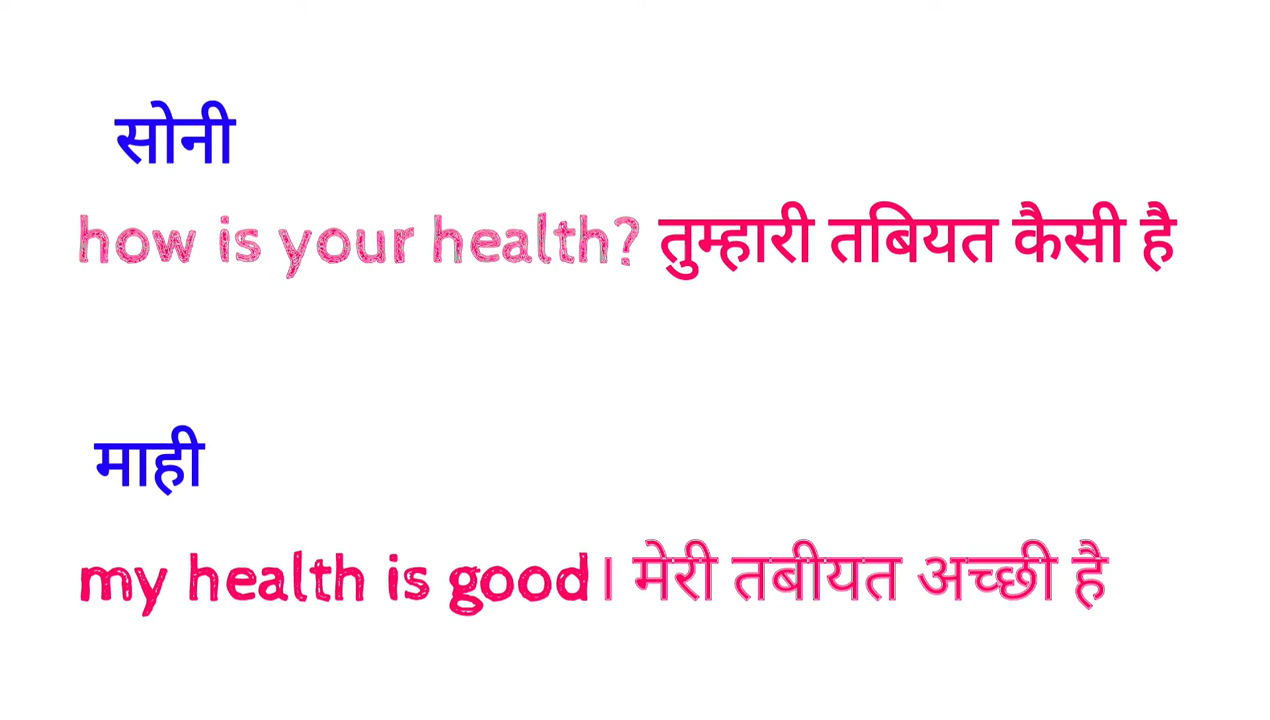 सोनी
how is your health? तुम्हारी तबियत कैसी है
माही
my health is good। मेरी तबीयत अच्छी है